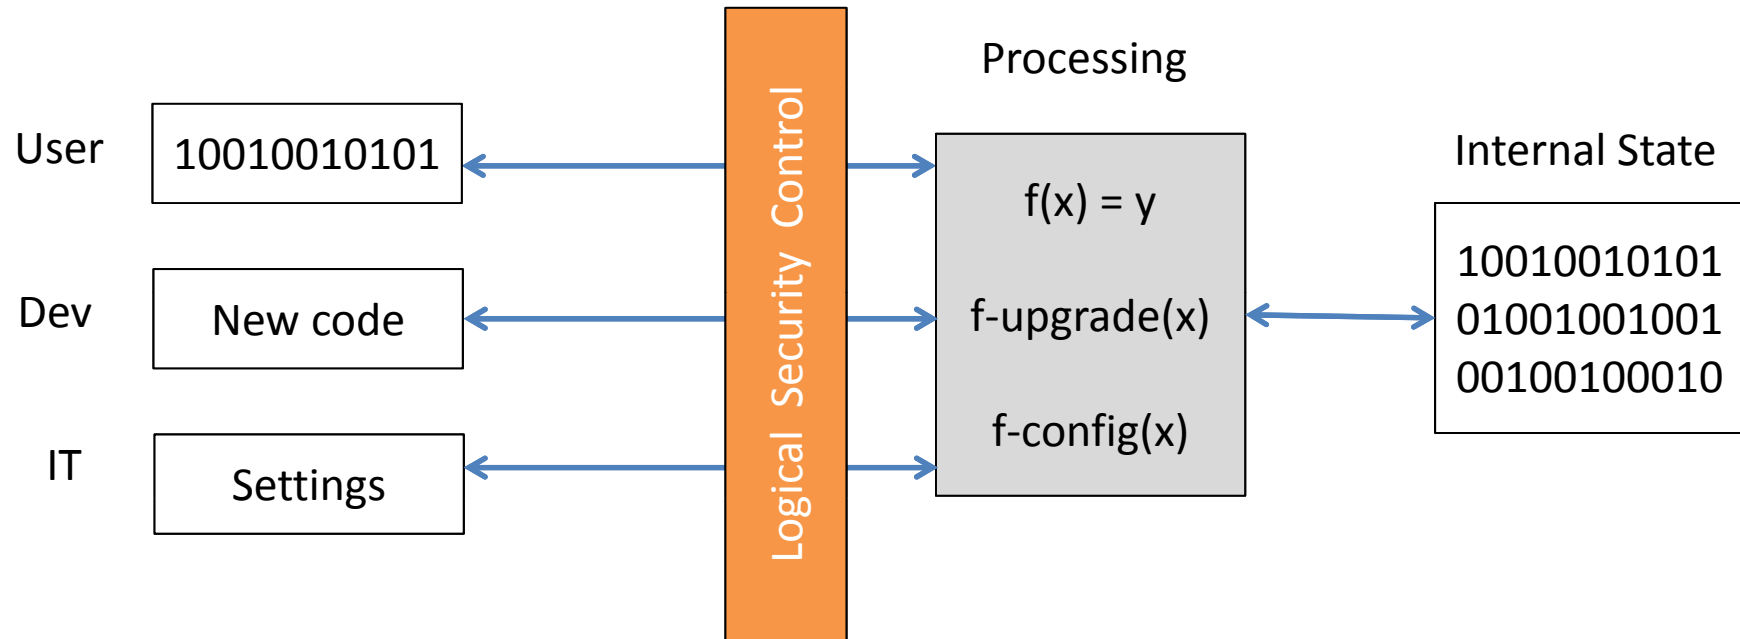 Processing
User
10010010101
Dev
New code
IT
Settings
Logical Security Control
f(x) = y
f-upgrade(x)
f-config(x)
Internal State
10010010101
01001001001
00100100010